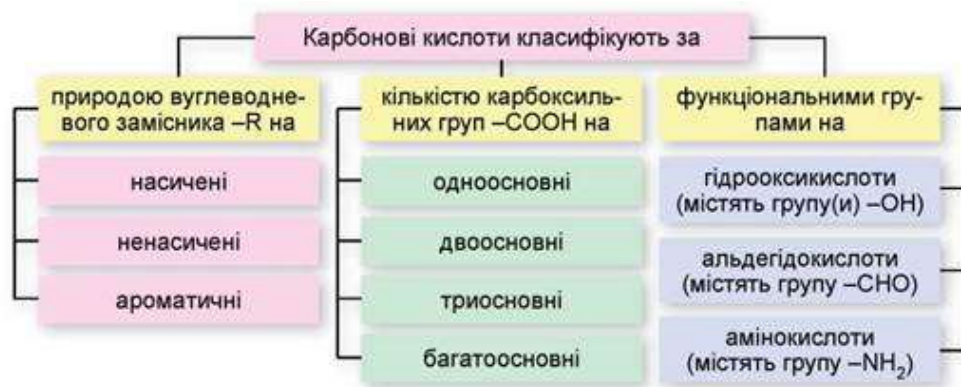 Карбонові кислоти класифікують за
природою вуглеводне-
вого замісника –R на
насичені
ненасичені
ароматичні
кількістю карбоксиль-
них груп –COOH на
одноосновні
двоосновні
триосновні
багатоосновні
функціональними гру-
пами на
гідрооксикислоти
(містять групу(и) –OH)
альдегідокислоти
(містять групу –CHO)
амінокислоти
(містять групу –NH₂)